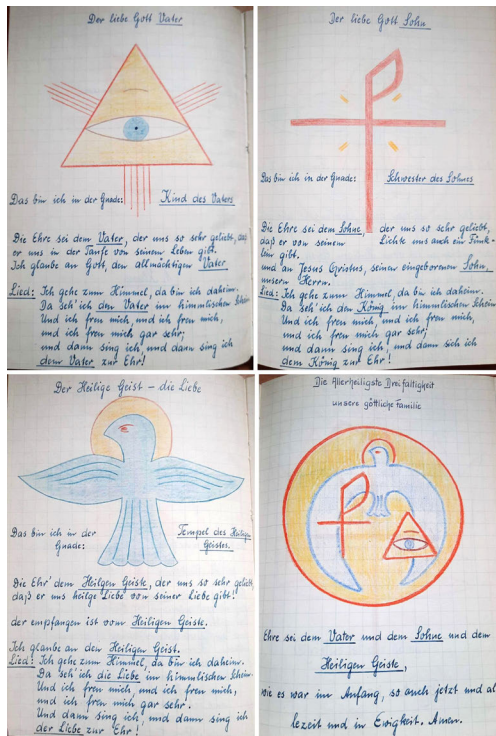 Der liebe Gott Vater
Das bin ich in der Gnade: Kind des Vaters
Die Ehre sei dem Vater, der uns so sehr geliebt, daß
er uns in der Taufe von seinem Leben gibt.
Ich glaube an Gott, den allmächtigen Vater
Lied: Ich gehe zum Himmel, da bin ich daheim.
Da seh' ich den Vater im himmlischen Schein
Und ich freu mich, und ich freu mich,
und ich freu mich gar sehr,
und dann sing ich, und dann sing ich
dem Vater zur Ehr!
Der liebe Gott Sohn
Das bin ich in der Gnade: Schwester des Sohnes
Die Ehre sei dem Sohne, der uns so sehr geliebt,
daß er von seinem Lichte uns auch ein Fünk-
lein gibt.
und an Jesus Christus, seinen eingeborenen Sohn,
unsern Herrn.
Lied: Ich gehe zum Himmel, da bin ich daheim.
Da seh' ich den König im himmlischen Schein
Und ich freu mich, und ich freu mich,
und ich freu mich gar sehr!
und dann sing ich, und dann sich ich
dem König zur Ehr!
Der Heilige Geist – die Liebe
Das bin ich in der Gnade: Tempel des Heiligen
Geistes.
Die Ehr' dem Heilgen Geiste, der uns so sehr geliebt,
daß er uns heilge Liebe von seiner Liebe gibt!
der empfangen ist vom Heiligen Geiste.
Ich glaube an den Heiligen Geist.
Lied: Ich gehe zum Himmel, da bin ich daheim.
Da seh' ich die Liebe im himmlischen Schein.
Und ich freu mich, und ich freu mich,
und ich freu mich gar sehr.
Und dann sing ich, und dann sing ich
der Liebe zur Ehr!
Die Allerheiligste Dreifaltigkeit
unsere göttliche Familie
Ehre sei dem Vater und dem Sohne und dem
Heiligen Geiste,
wie es war im Anfang, so auch jetzt und al
lezeit und in Ewigkeit. Amen.